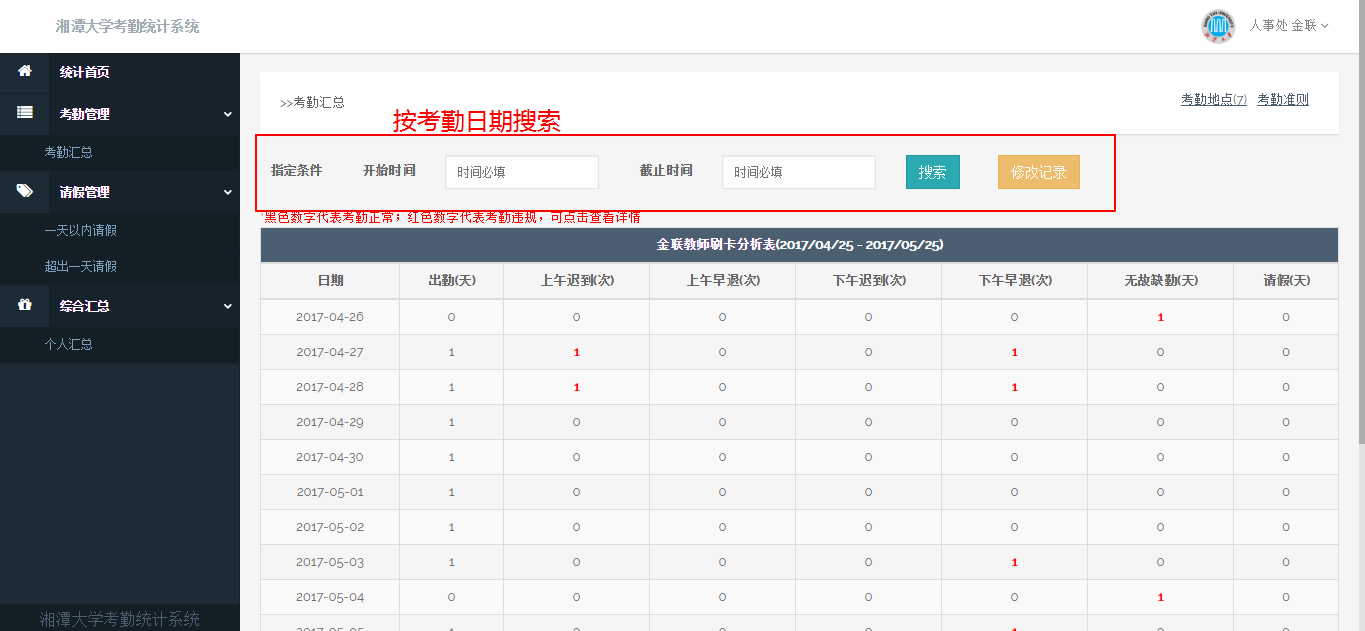 湘潭大学考勤统计系统
人事处 金联
统计首页
考勤管理
考勤汇总
请假管理
一天以内请假
超出一天请假
综合汇总
个人汇总
湘潭大学考勤统计系统
>>考勤汇总
考勤地点(7) 考勤准则
按考勤日期搜索
指定条件 开始时间 时间必填 截止时间 时间必填 搜索 修改记录
*黑色数字代表考勤正常；红色数字代表考勤违规，可点击查看详情
金联教师刷卡分析表(2017/04/25 - 2017/05/25)
日期 出勤(天) 上午迟到(次) 上午早退(次) 下午迟到(次) 下午早退(次) 无故缺勤(天) 请假(天)
2017-04-26 0 0 0 0 0 1 0
2017-04-27 1 1 0 0 1 0 0
2017-04-28 1 1 0 0 1 0 0
2017-04-29 1 0 0 0 0 0 0
2017-04-30 1 0 0 0 0 0 0
2017-05-01 1 0 0 0 0 0 0
2017-05-02 1 0 0 0 0 0 0
2017-05-03 1 0 0 0 1 0 0
2017-05-04 0 0 0 0 0 1 0
2017-05-05 1 0 0 0 1 0 0